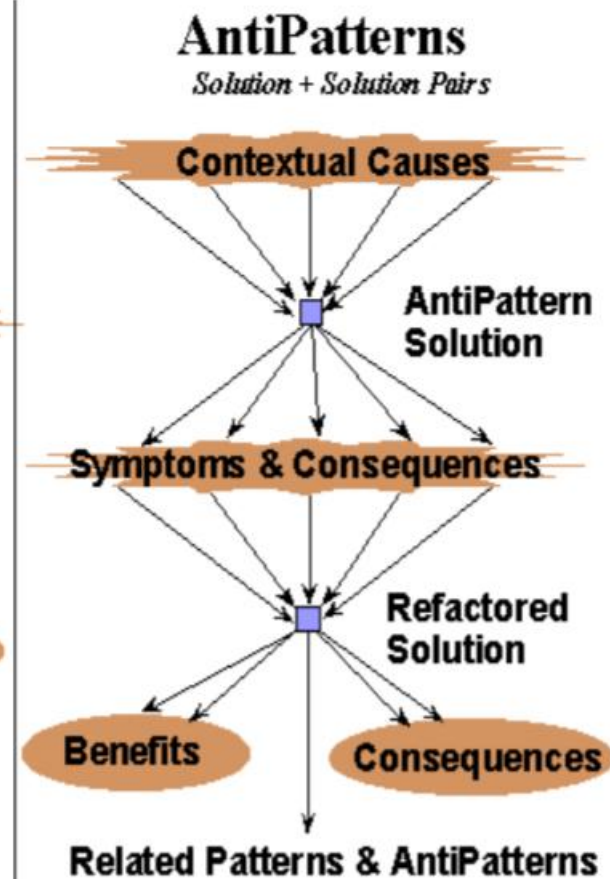 AntiPatterns
Solution + Solution Pairs
Contextual Causes
AntiPattern
Solution
Symptoms & Consequences
Refactored
Solution
Benefits
Consequences
Related Patterns & AntiPatterns